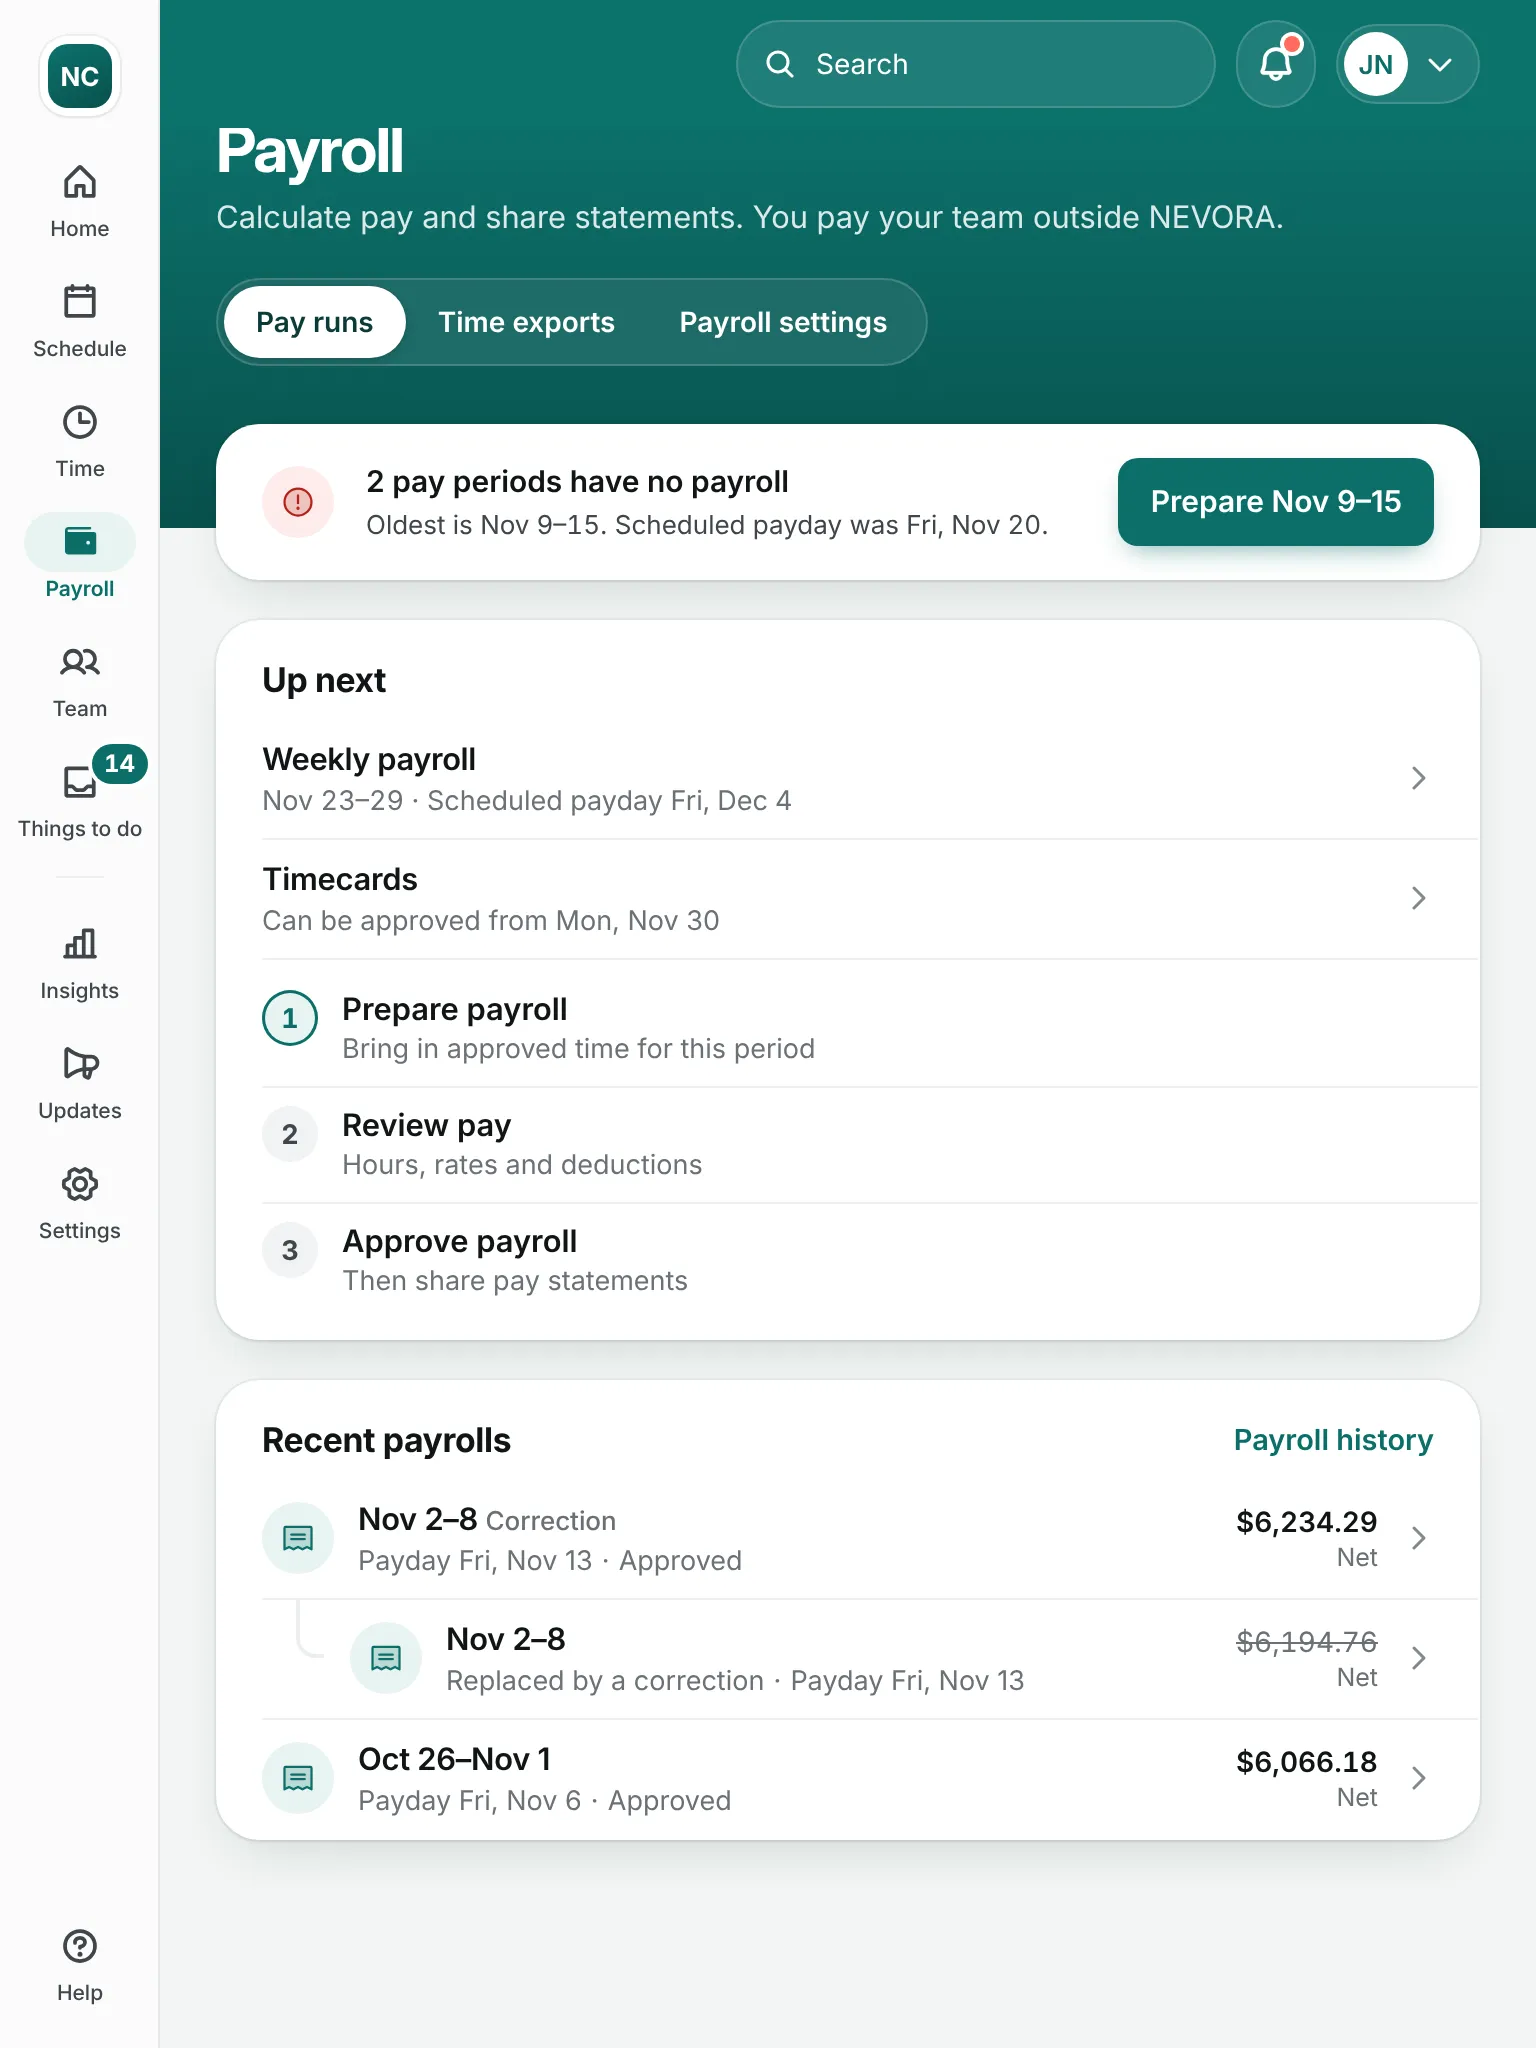 NC
Search
JN
Home
Schedule
Time
Payroll
Team
14
Things to do
Insights
Updates
Settings
Help
Payroll
Calculate pay and share statements. You pay your team outside NEVORA.
Pay runs
Time exports
Payroll settings
2 pay periods have no payroll
Oldest is Nov 9–15. Scheduled payday was Fri, Nov 20.
Prepare Nov 9–15
Up next
Weekly payroll
Nov 23–29 · Scheduled payday Fri, Dec 4
Timecards
Can be approved from Mon, Nov 30
1
Prepare payroll
Bring in approved time for this period
2
Review pay
Hours, rates and deductions
3
Approve payroll
Then share pay statements
Recent payrolls
Payroll history
Nov 2–8 Correction
Payday Fri, Nov 13 · Approved
$6,234.29
Net
Nov 2–8
Replaced by a correction · Payday Fri, Nov 13
$6,194.76
Net
Oct 26–Nov 1
Payday Fri, Nov 6 · Approved
$6,066.18
Net